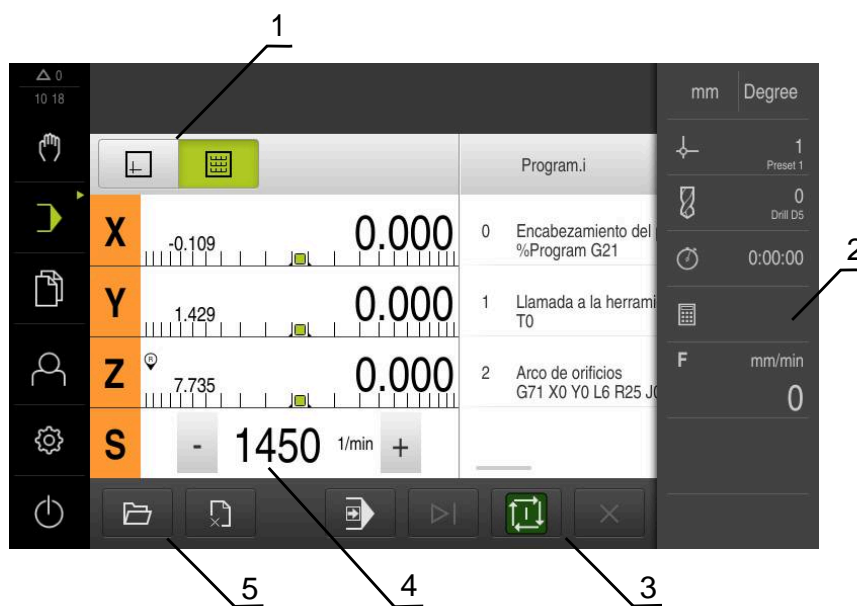 1
0
10 18
mm Degree
1
Preset 1
Program.i
0
Drill D5
X -0.109 0.000
0 Encabezamiento del
%Program G21
0:00:00
2
Y 1.429 0.000
1 Llamada a la herrami
T0
F mm/min
0
Z R 7.735 0.000
2 Arco de orificios
G71 X0 Y0 L6 R25 J0
S - 1450 1/min +
5 4 3